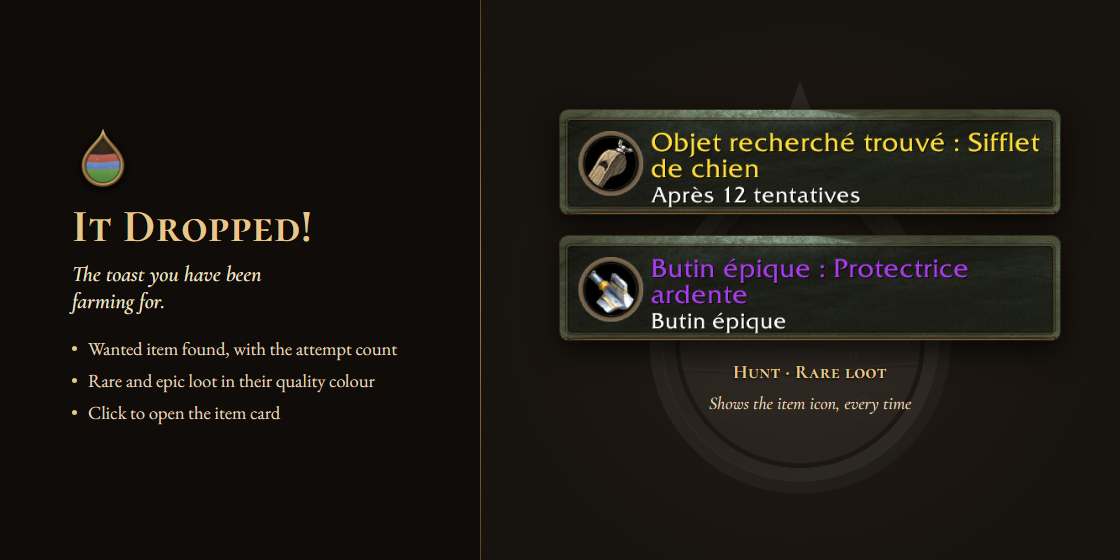 It Dropped!
The toast you have been
farming for.
• Wanted item found, with the attempt count
• Rare and epic loot in their quality colour
• Click to open the item card
Objet recherché trouvé : Sifflet
de chien
Après 12 tentatives
Butin épique : Protectrice
ardente
Butin épique
Hunt · Rare loot
Shows the item icon, every time